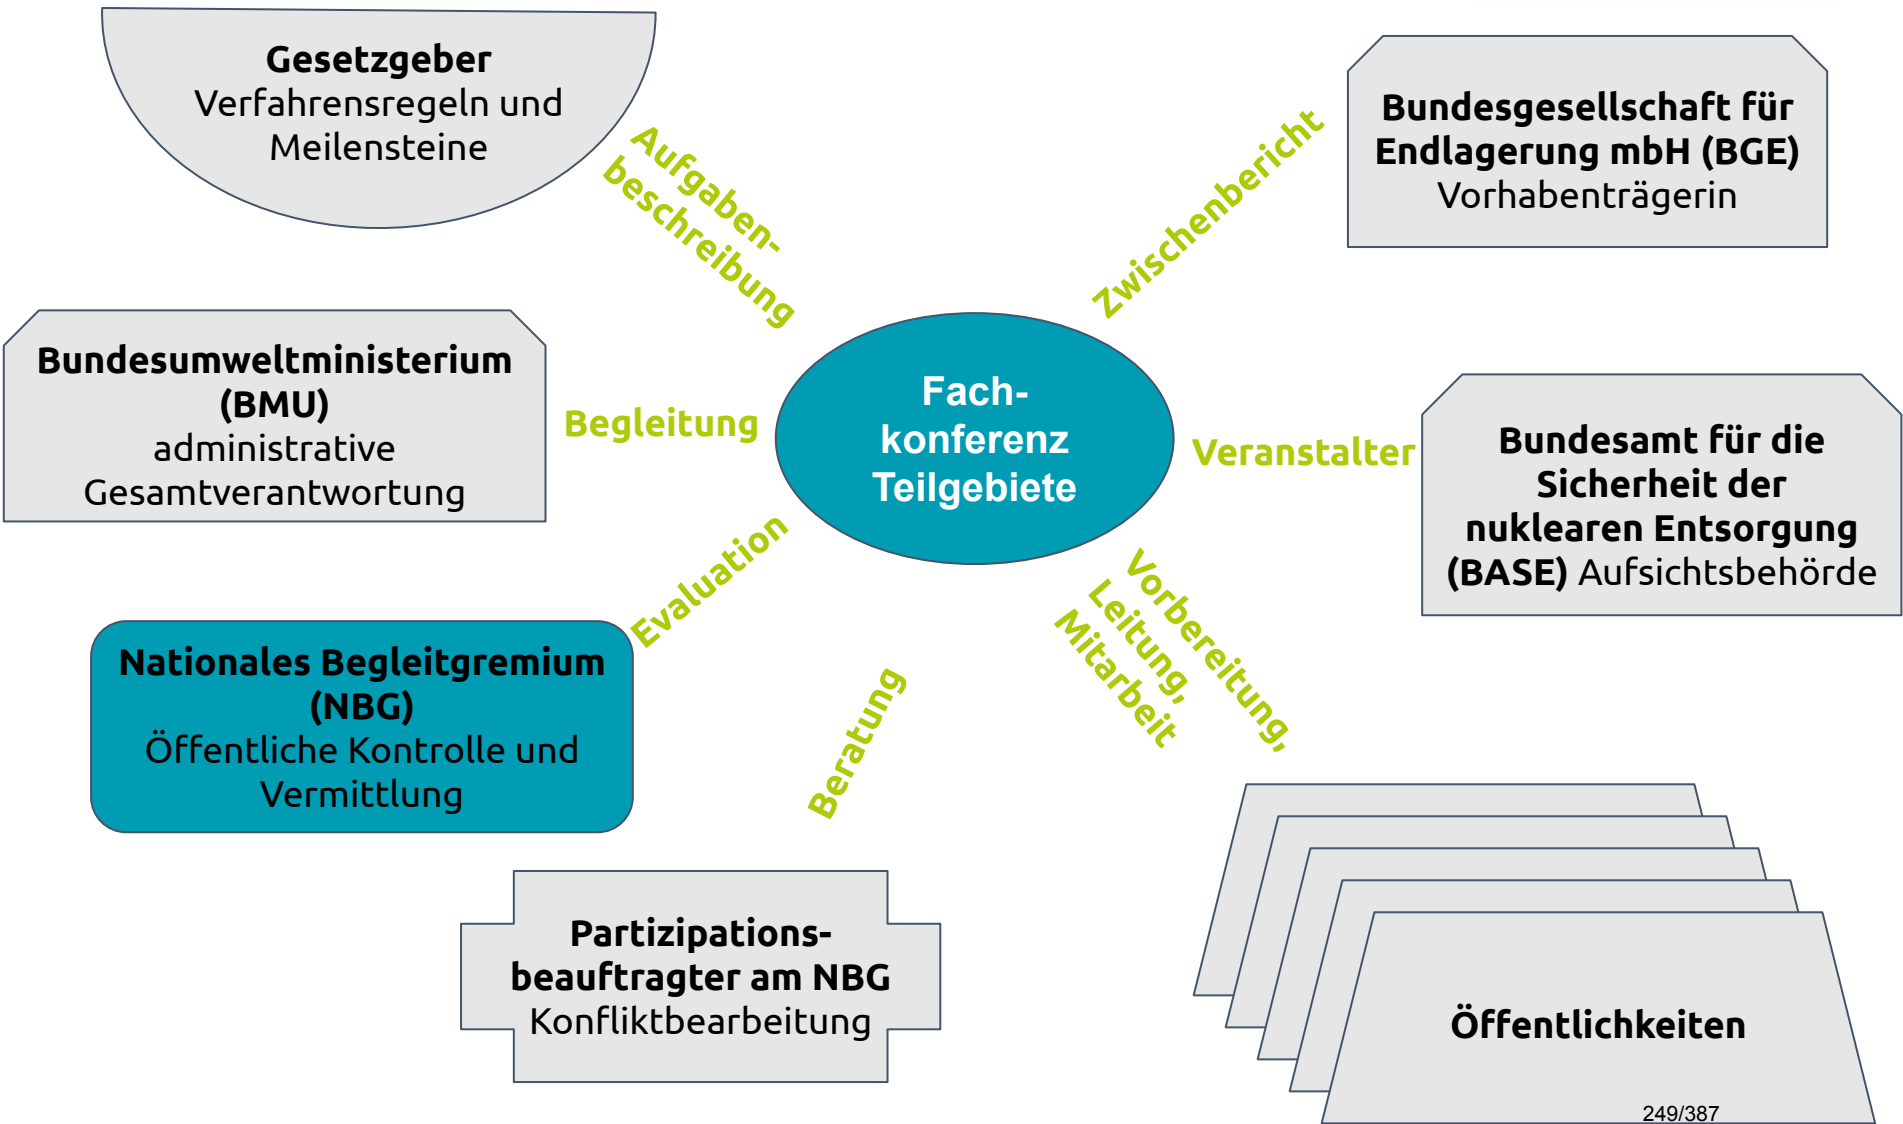 Gesetzgeber
Verfahrensregeln und
Meilensteine
Aufgaben-
beschreibung
Zwischenbericht
Bundesgesellschaft für
Endlagerung mbH (BGE)
Vorhabenträgerin
Bundesumweltministerium
(BMU)
administrative
Gesamtverantwortung
Begleitung
Fach-
konferenz
Teilgebiete
Veranstalter
Bundesamt für die
Sicherheit der
nuklearen Entsorgung
(BASE) Aufsichtsbehörde
Evaluation
Nationales Begleitgremium
(NBG)
Öffentliche Kontrolle und
Vermittlung
Beratung
Vorbereitung,
Leitung,
Mitarbeit
Partizipations-
beauftragter am NBG
Konfliktbearbeitung
Öffentlichkeiten
249/387